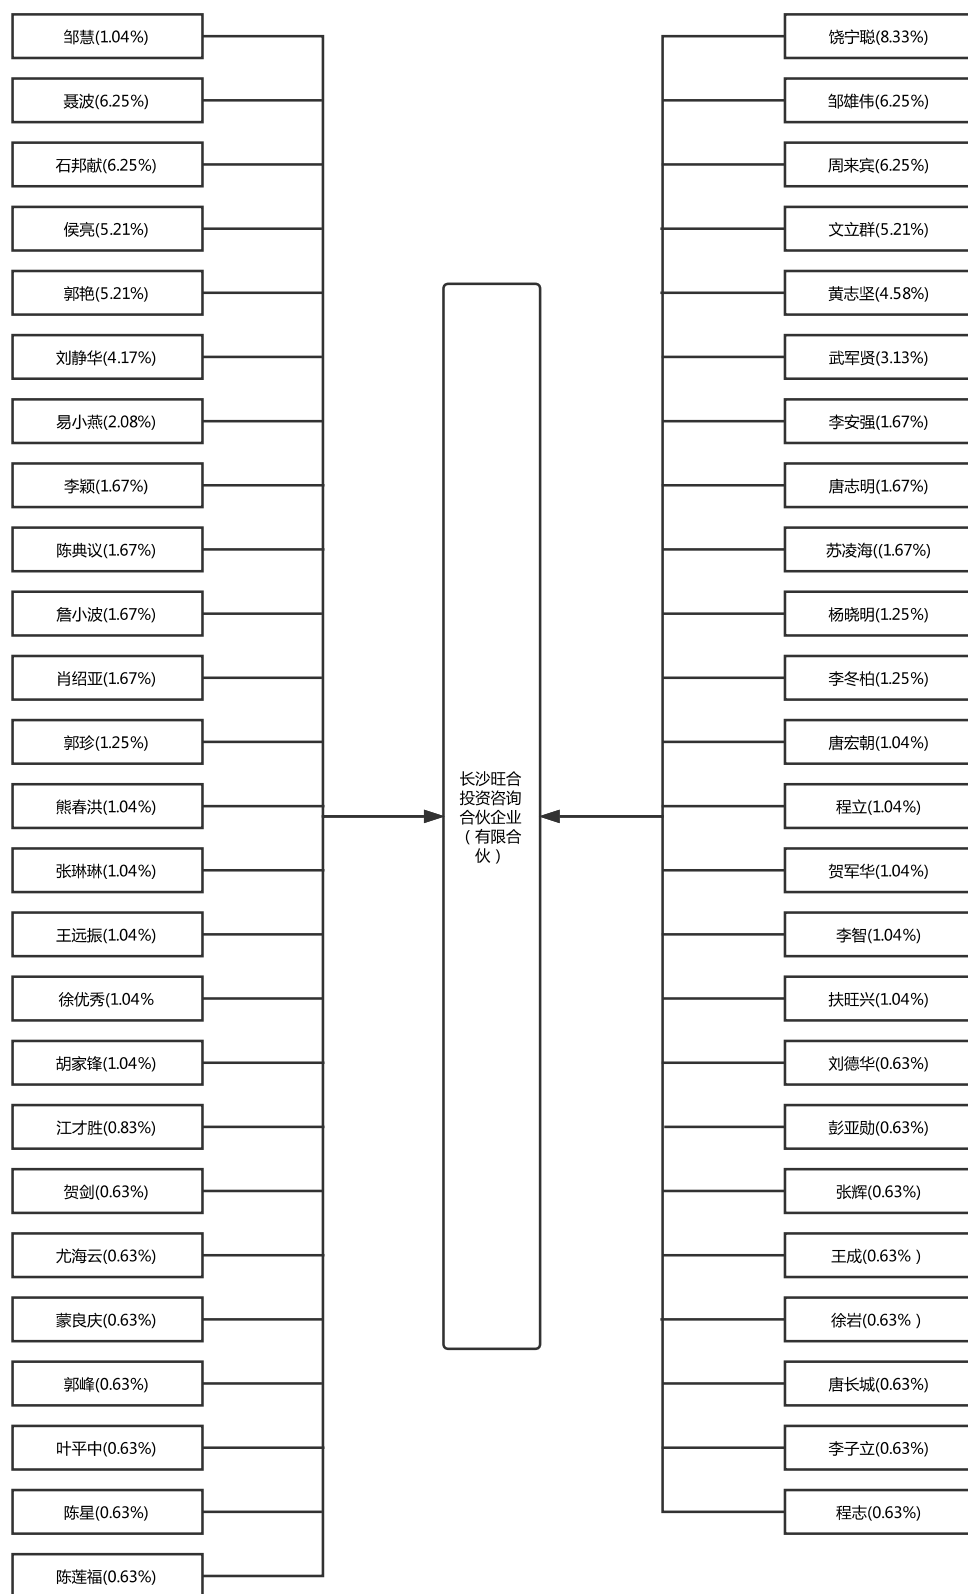 邹慧(1.04%)
聂波(6.25%)
石邦献(6.25%)
侯亮(5.21%)
郭艳(5.21%)
刘静华(4.17%)
易小燕(2.08%)
李颖(1.67%)
陈典议(1.67%)
詹小波(1.67%)
肖绍亚(1.67%)
郭珍(1.25%)
熊春洪(1.04%)
张琳琳(1.04%)
王远振(1.04%)
徐优秀(1.04%
胡家锋(1.04%)
江才胜(0.83%)
贺剑(0.63%)
尤海云(0.63%)
蒙良庆(0.63%)
郭峰(0.63%)
叶平中(0.63%)
陈星(0.63%)
陈莲福(0.63%)
长沙旺合
投资咨询
合伙企业
（有限合
伙）
饶宁聪(8.33%)
邹雄伟(6.25%)
周来宾(6.25%)
文立群(5.21%)
黄志坚(4.58%)
武军贤(3.13%)
李安强(1.67%)
唐志明(1.67%)
苏凌海((1.67%)
杨晓明(1.25%)
李冬柏(1.25%)
唐宏朝(1.04%)
程立(1.04%)
贺军华(1.04%)
李智(1.04%)
扶旺兴(1.04%)
刘德华(0.63%)
彭亚勋(0.63%)
张辉(0.63%)
王成(0.63% )
徐岩(0.63% )
唐长城(0.63%)
李子立(0.63%)
程志(0.63%)